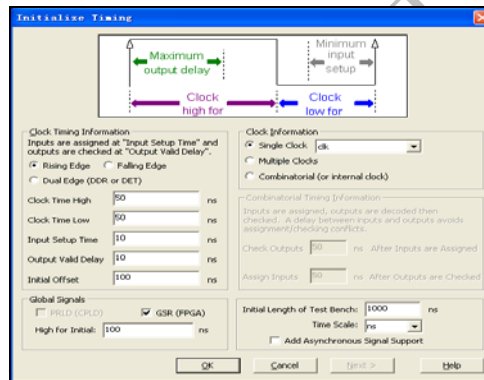 Initialize Timing
Maximum
output delay
Minimum
input
setup
Clock
high for
Clock
low for
Clock Timing Information
Inputs are assigned at "Input Setup Time" and
outputs are checked at "Output Valid Delay".
Rising Edge
Falling Edge
Dual Edge (DDR or DET)
Clock Time High
50
ns
Clock Time Low
50
ns
Input Setup Time
10
ns
Output Valid Delay
10
ns
Initial Offset
100
ns
Clock Information
Single Clock
clk
Multiple Clocks
Combinatorial (or internal clock)
Combinatorial Timing Information
Inputs are assigned, outputs are decoded then
checked. A delay between inputs and outputs avoids
assignment/checking conflicts.
Check Outputs
50
ns After Inputs are Assigned
Assign Inputs
50
ns After Outputs are Checked
Global Signals
PRLD (CPLD)
GSR (FPGA)
High for Initial:
100
ns
Initial Length of Test Bench:
1000
ns
Time Scale:
ns
Add Asynchronous Signal Support
OK
Cancel
Next >
Help